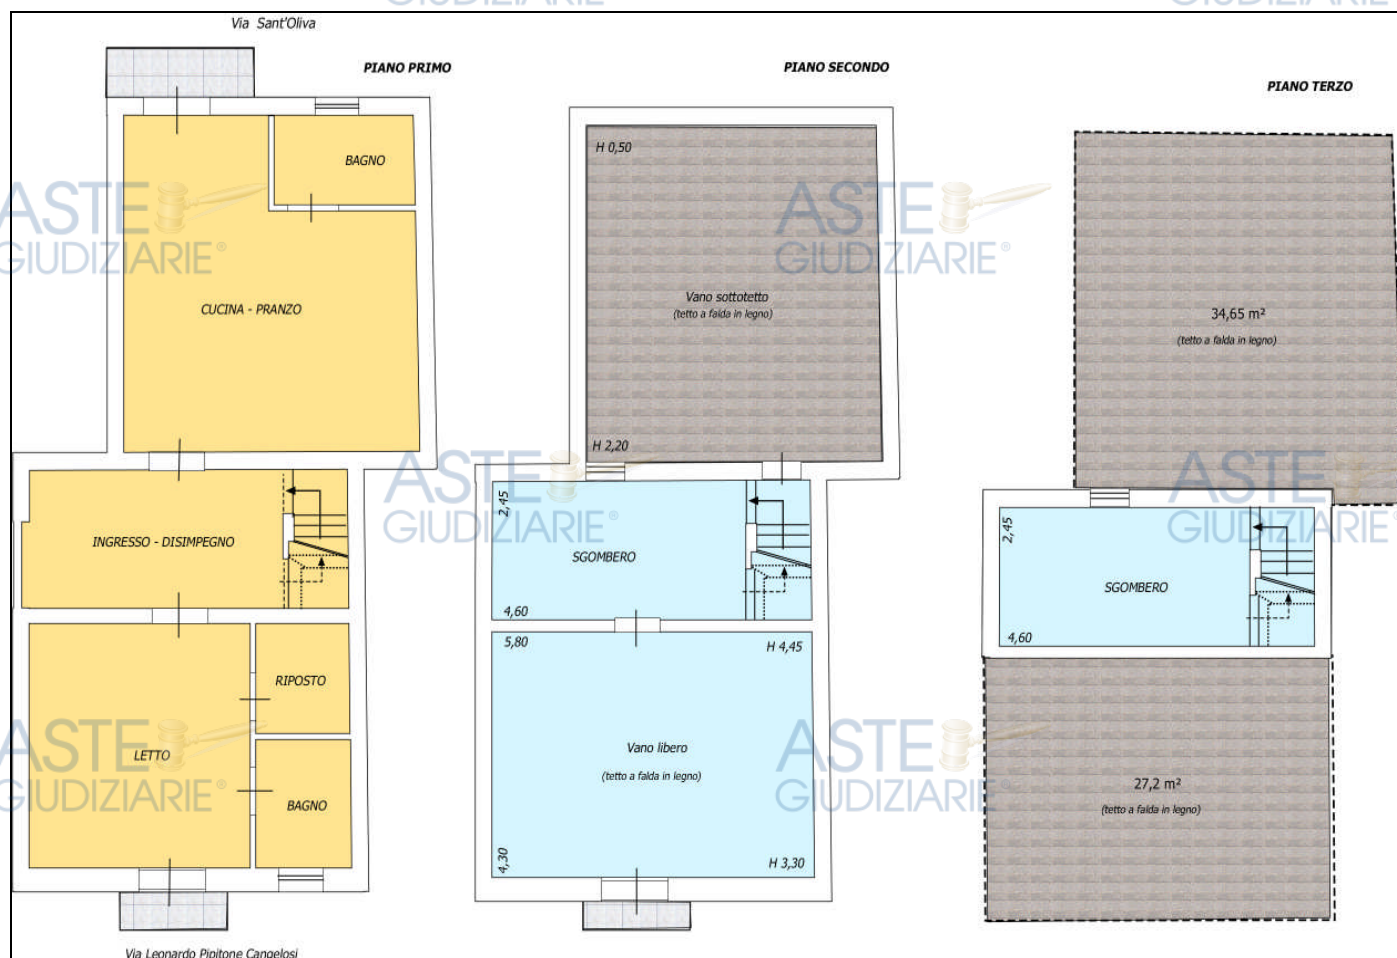 Via Sant'Oliva
PIANO PRIMO
PIANO SECONDO
PIANO TERZO
BAGNO
CUCINA - PRANZO
INGRESSO - DISIMPEGNO
LETTO
RIPOSTO
BAGNO
Via Leonardo Pipitone Cangelosi
H 0,50
Vano sottotetto
(tetto a falda in legno)
H 2,20
2,45
SGOMBERO
4,60
5,80
H 4,45
Vano libero
(tetto a falda in legno)
4,30
H 3,30
34,65 m²
(tetto a falda in legno)
2,45
SGOMBERO
4,60
27,2 m²
(tetto a falda in legno)
ASTE
GIUDIZIARIE®
ASTE
GIUDIZIARIE®
ASTE
GIUDIZIARIE®
ASTE
GIUDIZIARIE®
ASTE
GIUDIZIARIE®
ASTE
GIUDIZIARIE®
GIUDIZIARIE
GIUDIZIARIE